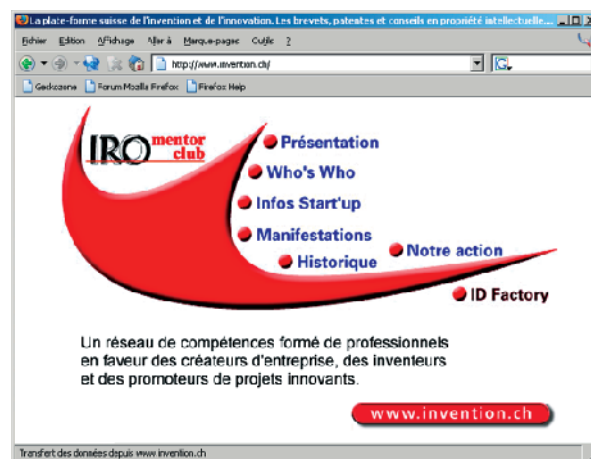 La plate-forme suisse de l'invention et de l'innovation. Les brevets, patentes et conseils en propriété intellectuelle...
Fichier Edition Affichage Aller à Marque-pages Outils ?
http://www.invention.ch/
G
Geckozone Forum Mozilla Firefox Firefox Help
IRO mentor
club
Présentation
Who's Who
Infos Start'up
Manifestations
Notre action
Historique
ID Factory
Un réseau de compétences formé de professionnels
en faveur des créateurs d'entreprise, des inventeurs
et des promoteurs de projets innovants.
www.invention.ch
Transfert des données depuis www.invention.ch